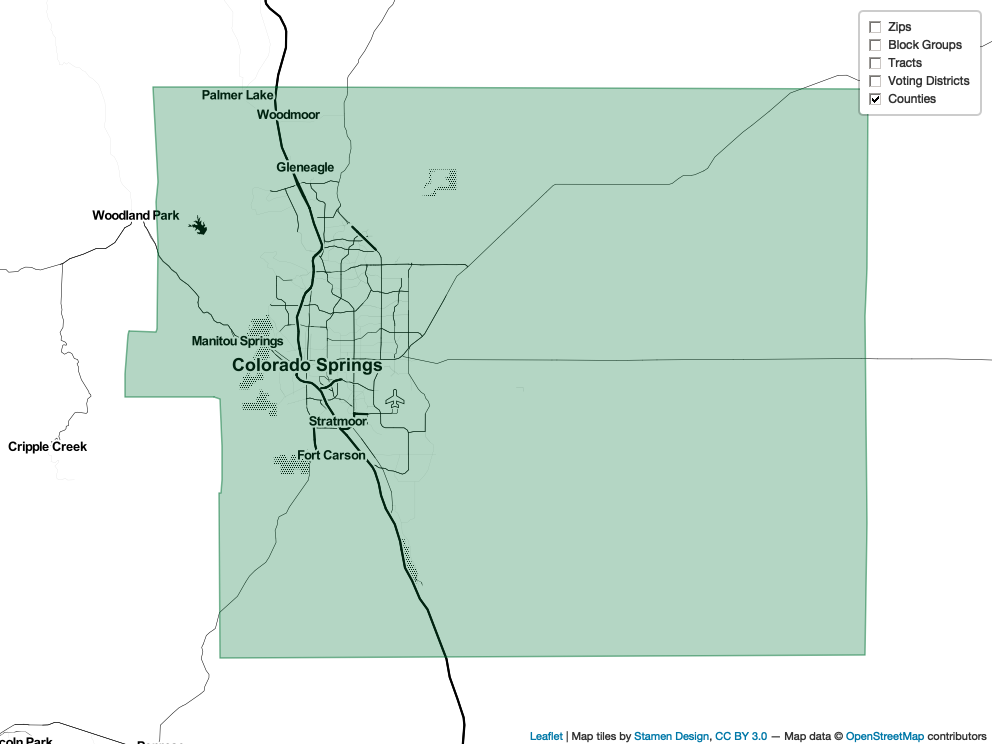 Zips
Block Groups
Tracts
Voting Districts
Counties
Palmer Lake
Woodmoor
Gleneagle
Woodland Park
Manitou Springs
Colorado Springs
Stratmoor
Cripple Creek
Fort Carson
coln Park
Leaflet | Map tiles by Stamen Design, CC BY 3.0 — Map data © OpenStreetMap contributors